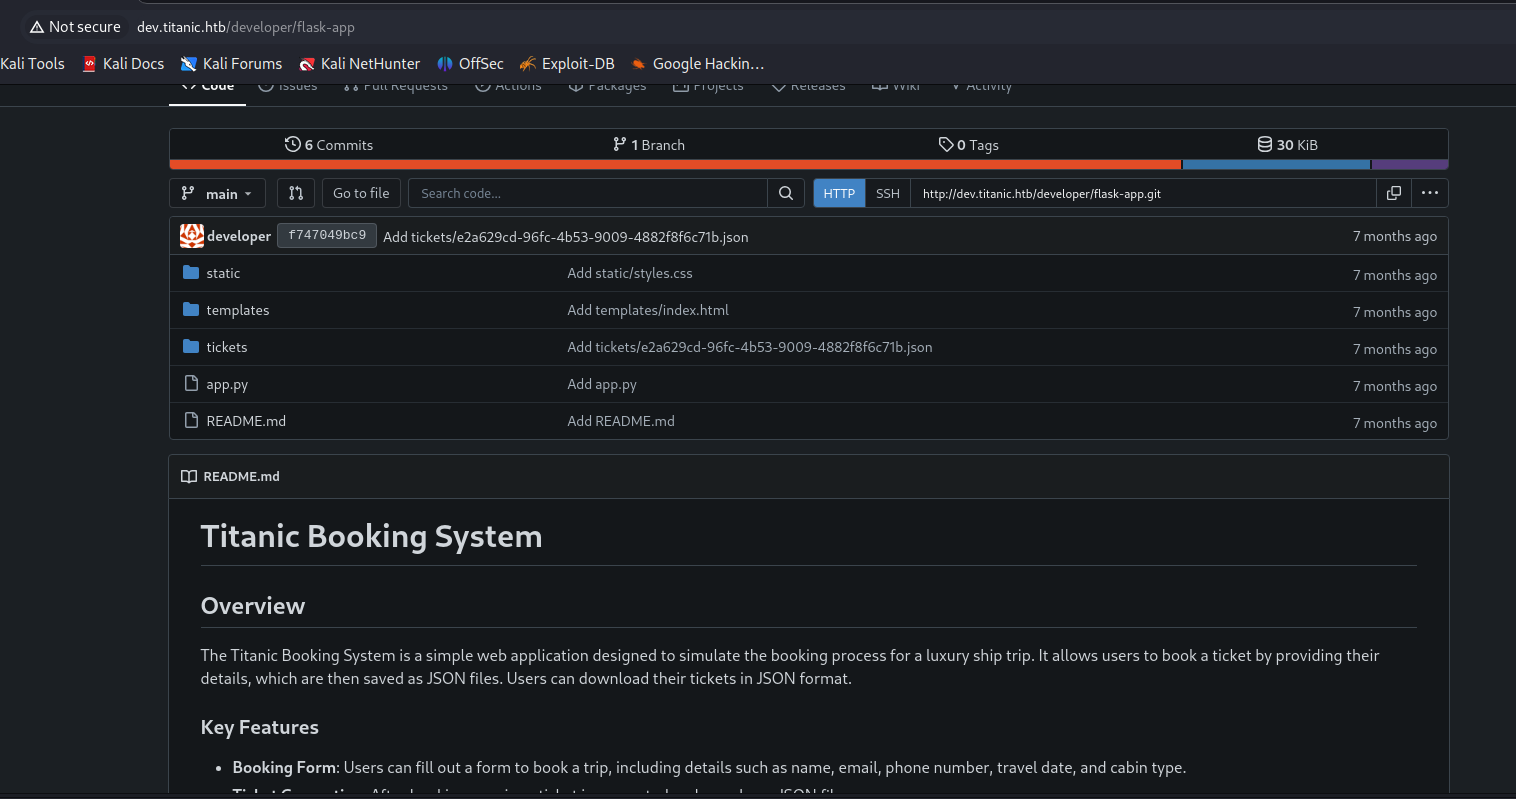 Not secure dev.titanic.htb/developer/flask-app
Kali Tools Kali Docs Kali Forums Kali NetHunter OffSec Exploit-DB Google Hackin…
Code Issues Pull Requests Actions Packages Projects Releases Wiki Activity
6 Commits 1 Branch 0 Tags 30 KiB
main Go to file Search code... HTTP SSH http://dev.titanic.htb/developer/flask-app.git
developer f747049bc9 Add tickets/e2a629cd-96fc-4b53-9009-4882f8f6c71b.json 7 months ago
static Add static/styles.css 7 months ago
templates Add templates/index.html 7 months ago
tickets Add tickets/e2a629cd-96fc-4b53-9009-4882f8f6c71b.json 7 months ago
app.py Add app.py 7 months ago
README.md Add README.md 7 months ago
README.md
Titanic Booking System
Overview
The Titanic Booking System is a simple web application designed to simulate the booking process for a luxury ship trip. It allows users to book a ticket by providing their
details, which are then saved as JSON files. Users can download their tickets in JSON format.
Key Features
• Booking Form: Users can fill out a form to book a trip, including details such as name, email, phone number, travel date, and cabin type.